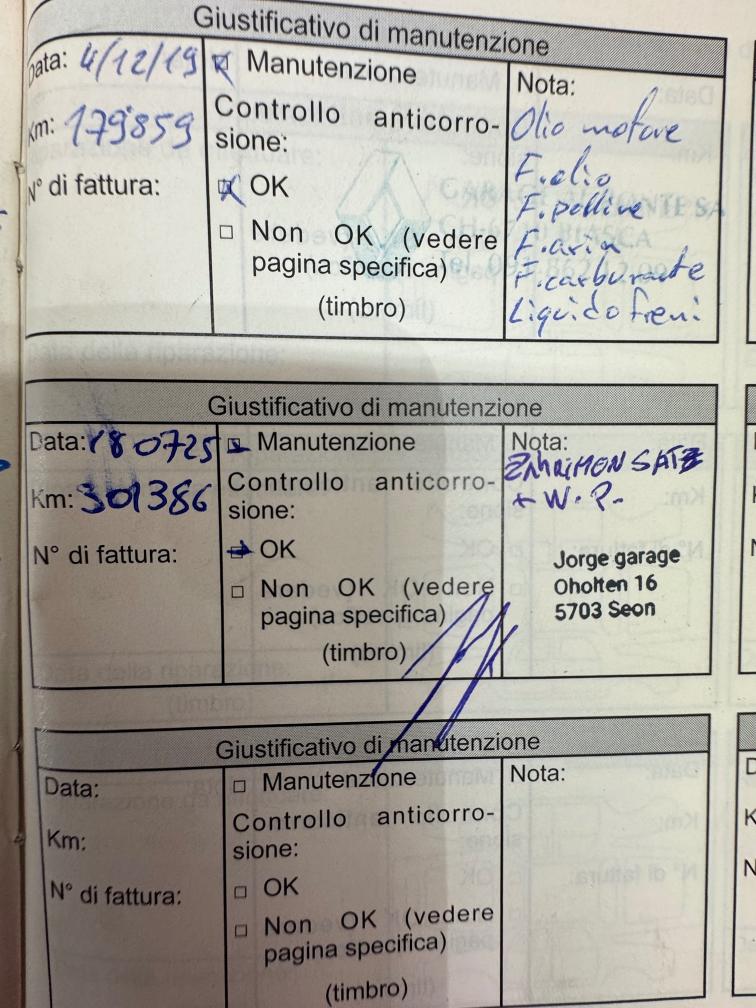 Giustificativo di manutenzione
Data: 4/12/19
Km: 179859
N° di fattura:
Manutenzione
Controllo anticorro-
sione:
OK
Non OK (vedere
pagina specifica)
(timbro)
Nota:
Olio motore
F. olio
F. polline
F. aria
F. carburante
Liquido freni
Giustificativo di manutenzione
Data: 180725
Km: 301386
N° di fattura:
Manutenzione
Controllo anticorro-
sione:
OK
Non OK (vedere
pagina specifica)
(timbro)
Nota:
SATZ
+ W.P.-
Jorge garage
Oholten 16
5703 Seon
Giustificativo di manutenzione
Data:
Km:
N° di fattura:
Manutenzione
Controllo anticorro-
sione:
OK
Non OK (vedere
pagina specifica)
(timbro)
Nota: